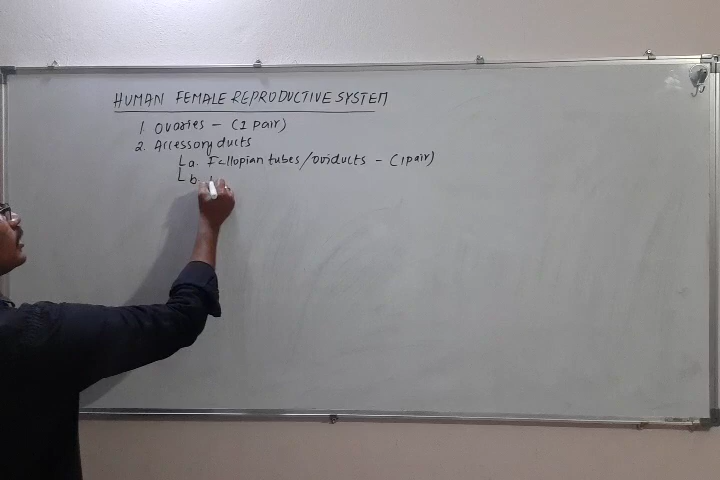 HUMAN FEMALE REPRODUCTIVE SYSTEM
1. Ovaries - (1 pair)
2. Accessory ducts
a. Fallopian tubes/oviducts - (1 pair)
b.